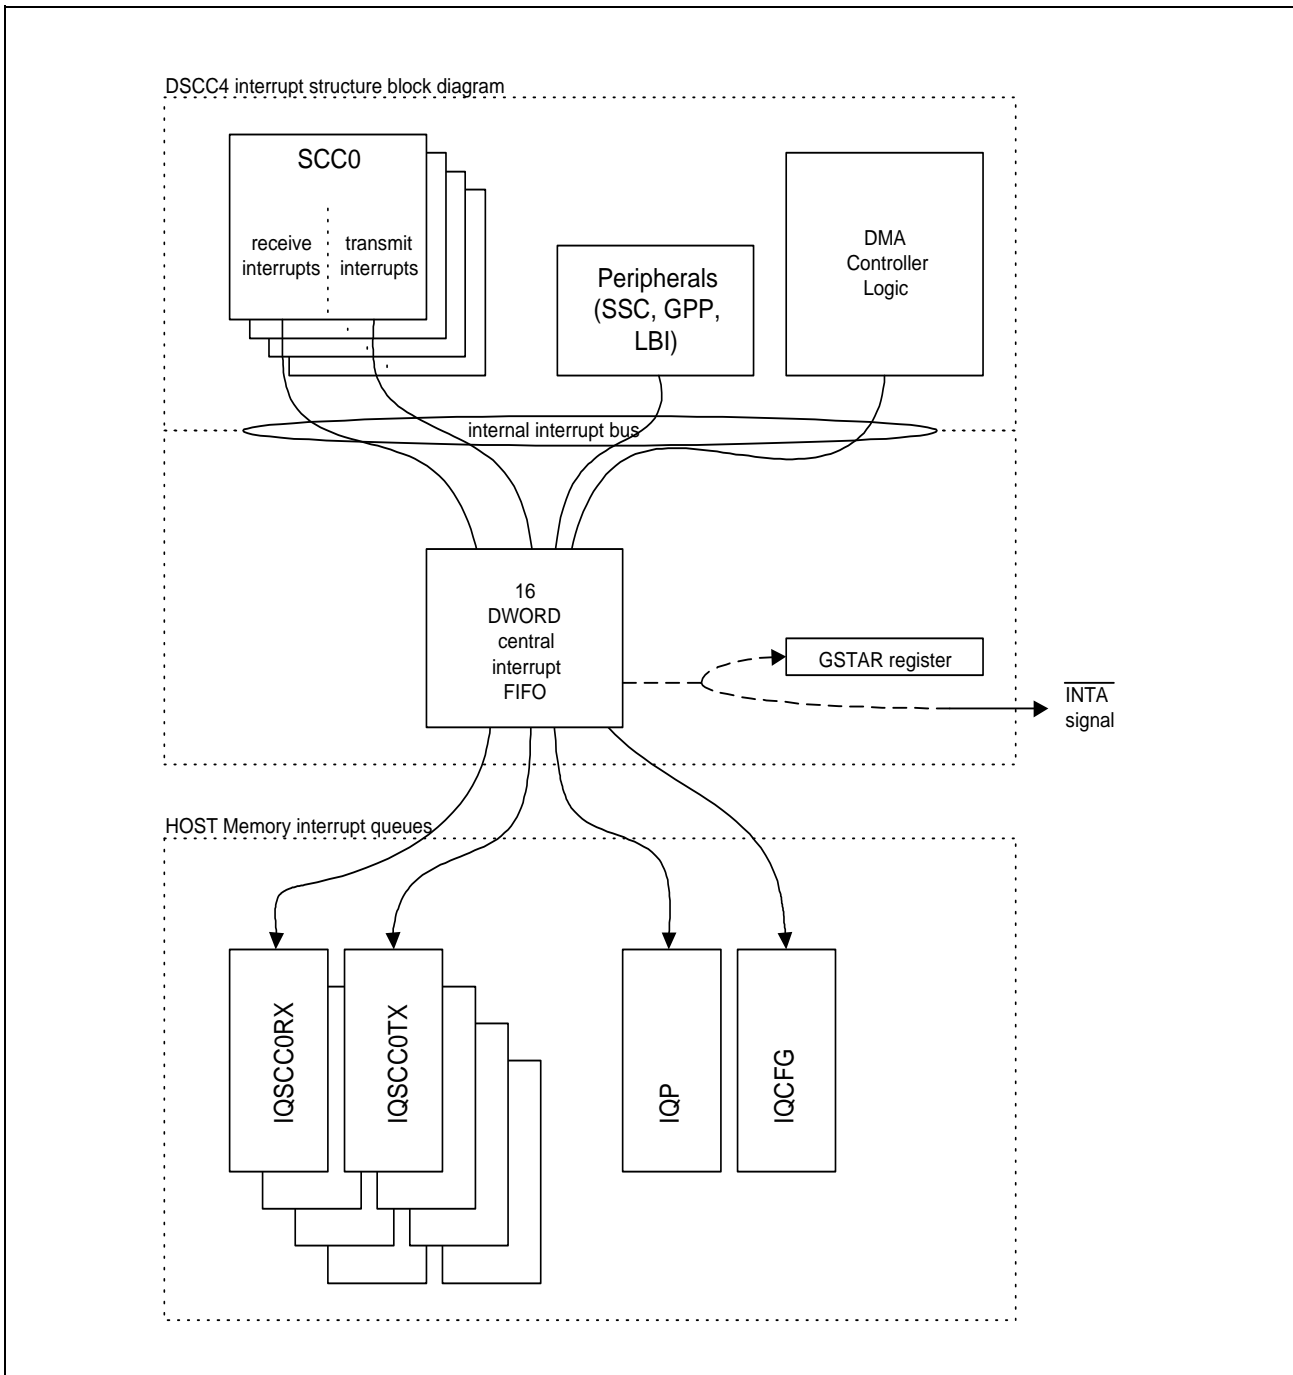 DSCC4 interrupt structure block diagram
SCC0
receive
interrupts
transmit
interrupts
Peripherals
(SSC, GPP,
LBI)
DMA
Controller
Logic
internal interrupt bus
16
DWORD
central
interrupt
FIFO
GSTAR register
INTA
signal
HOST Memory interrupt queues
IQSCC0RX
IQSCC0TX
IQP
IQCFG